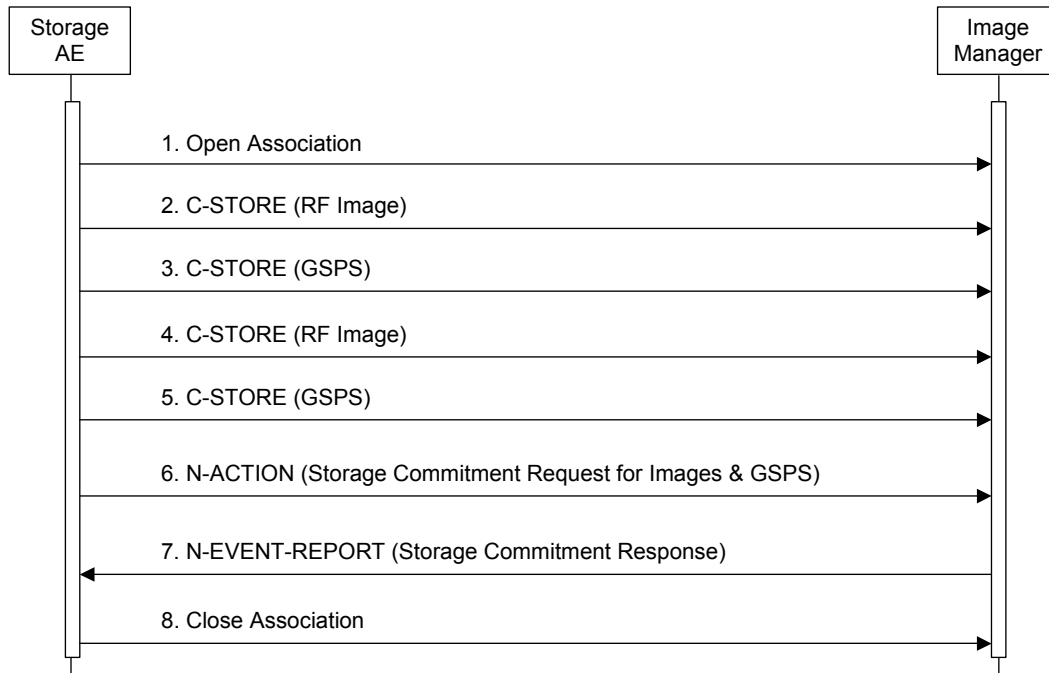 Storage
AE
Image
Manager
1. Open Association
2. C-STORE (RF Image)
3. C-STORE (GSPS)
4. C-STORE (RF Image)
5. C-STORE (GSPS)
6. N-ACTION (Storage Commitment Request for Images & GSPS)
7. N-EVENT-REPORT (Storage Commitment Response)
8. Close Association